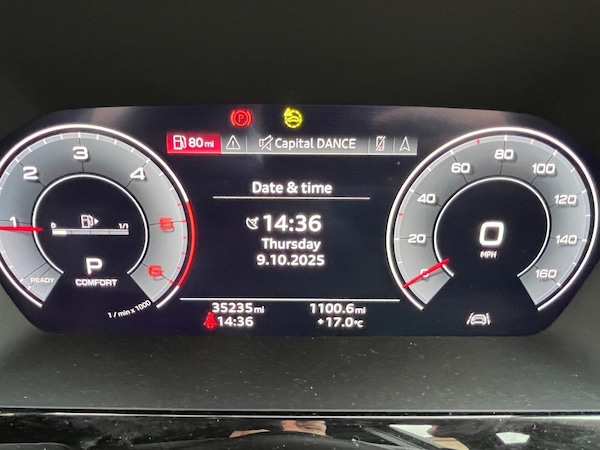 80 mi
Capital DANCE
Date & time
14:36
Thursday
9.10.2025
35235 mi
1100.6 mi
14:36
+17.0°C
1
2
3
4
5
6
0
1/1
P
COMFORT
READY
1 / min x 1000
0
20
40
60
80
100
120
140
160
0
MPH